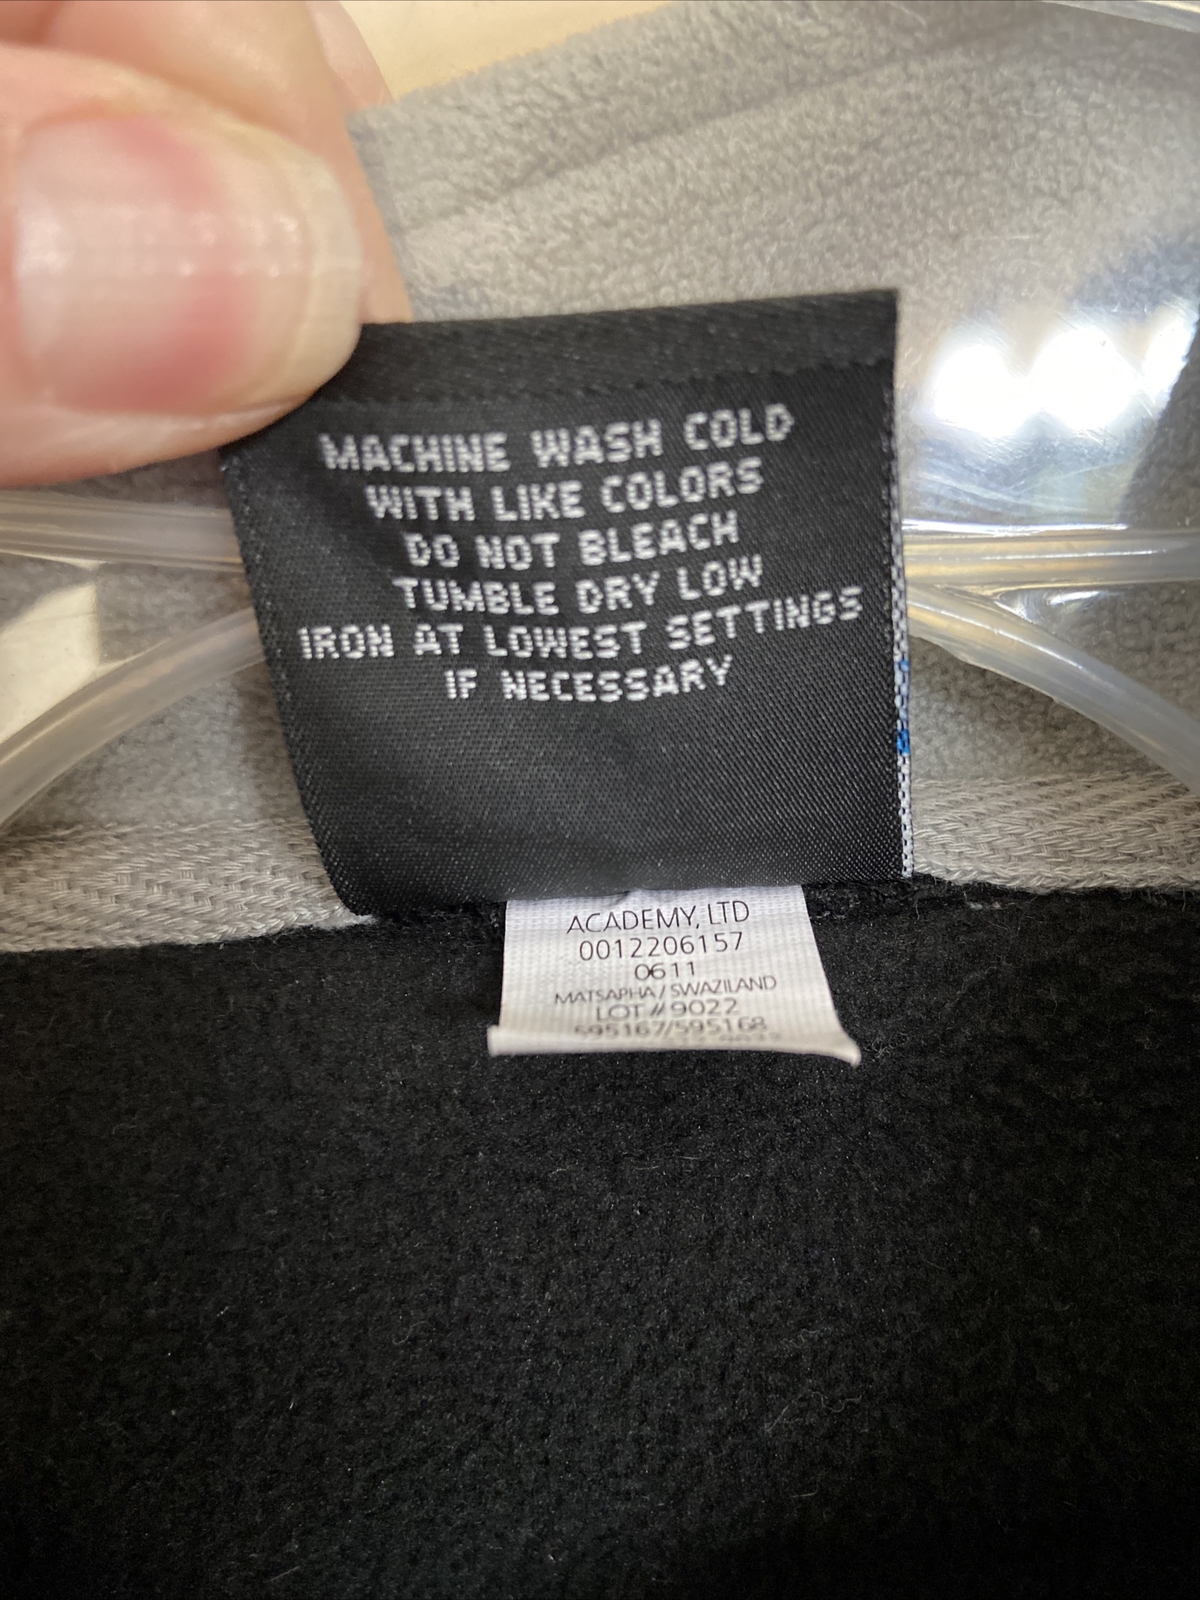 MACHINE WASH COLD
WITH LIKE COLORS
DO NOT BLEACH
TUMBLE DRY LOW
IRON AT LOWEST SETTINGS
IF NECESSARY
ACADEMY, LTD
0012206157
0611
MATSAPHA / SWAZILAND
LOT # 9022
595167/595168